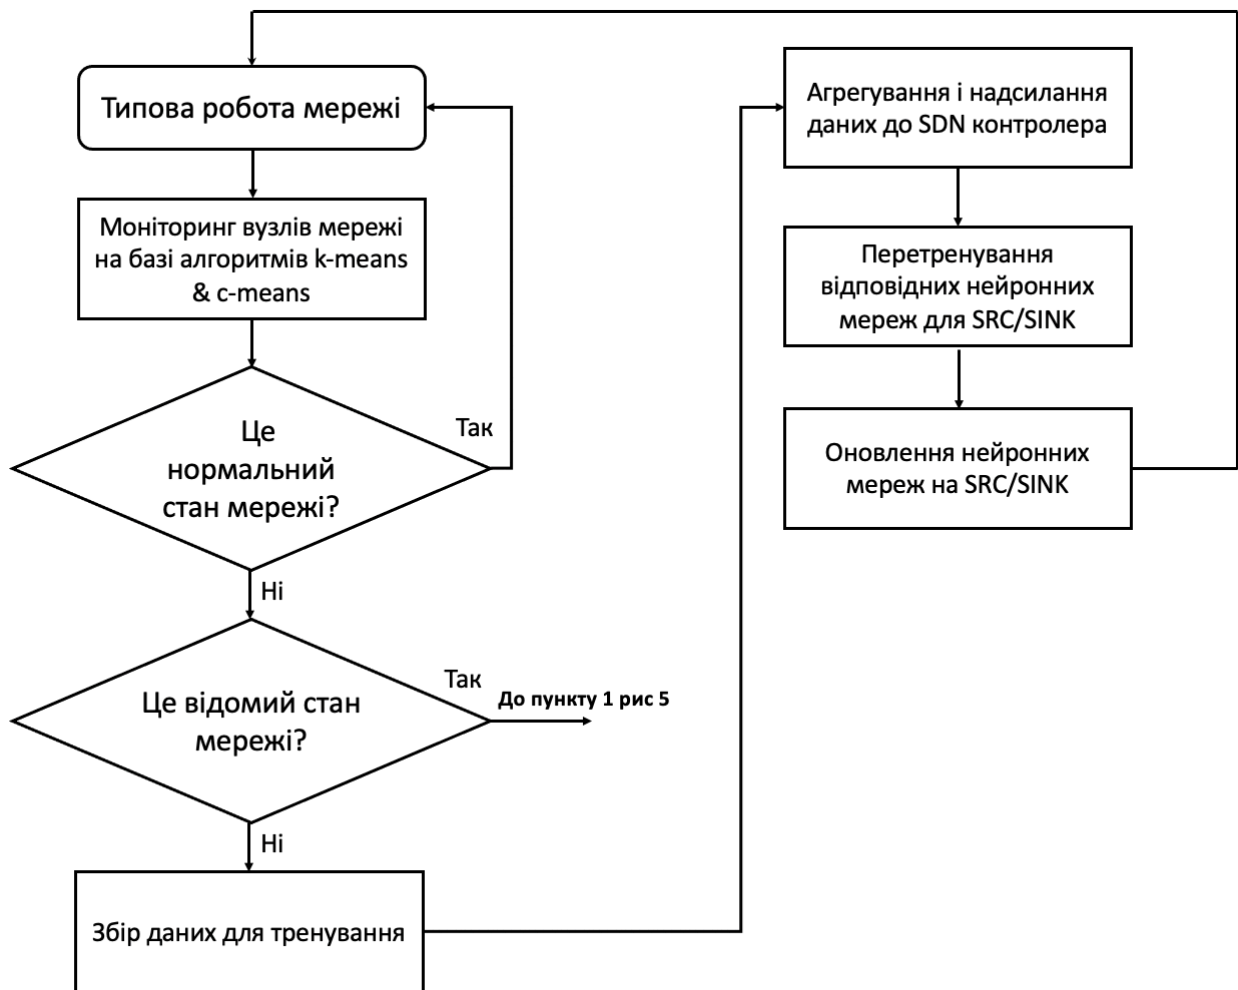 Типова робота мережі
Моніторинг вузлів мережі
на базі алгоритмів k-means
& c-means
Це
нормальний
стан мережі?
Так
Ні
Це відомий стан
мережі?
Так
До пункту 1 рис 5
Ні
Збір даних для тренування
Агрегування і надсилання
даних до SDN контролера
Перетренування
відповідних нейронних
мереж для SRC/SINK
Оновлення нейронних
мереж на SRC/SINK